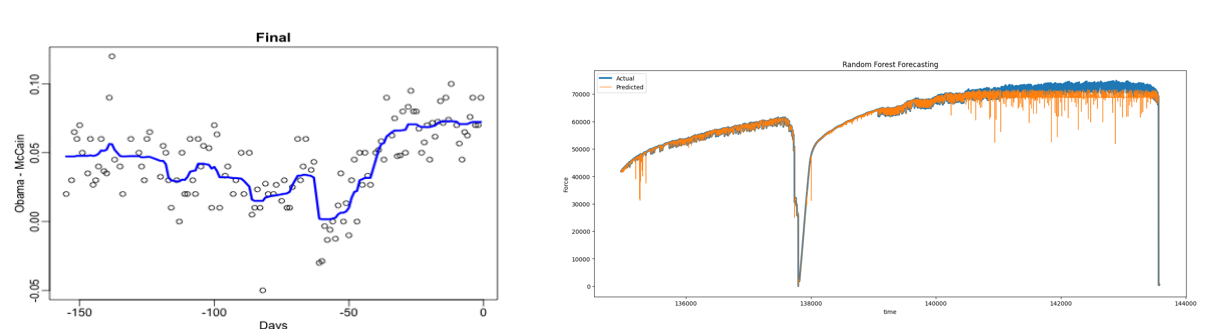 Final
Obama - McCain
0.10
0.05
0.00
-0.05
-150
-100
-50
0
Days
Random Forest Forecasting
Actual
Predicted
Force
70000
60000
50000
40000
30000
20000
10000
0
136000
138000
140000
142000
144000
time